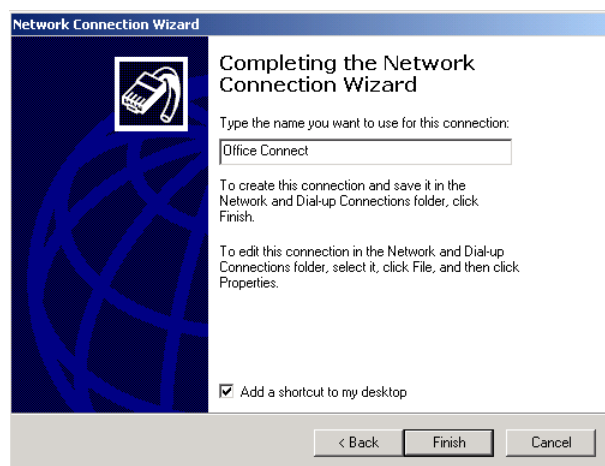 Network Connection Wizard
Completing the Network
Connection Wizard
Type the name you want to use for this connection:
Office Connect
To create this connection and save it in the
Network and Dial-up Connections folder, click
Finish.
To edit this connection in the Network and Dial-up
Connections folder, select it, click File, and then click
Properties.
Add a shortcut to my desktop
< Back Finish Cancel